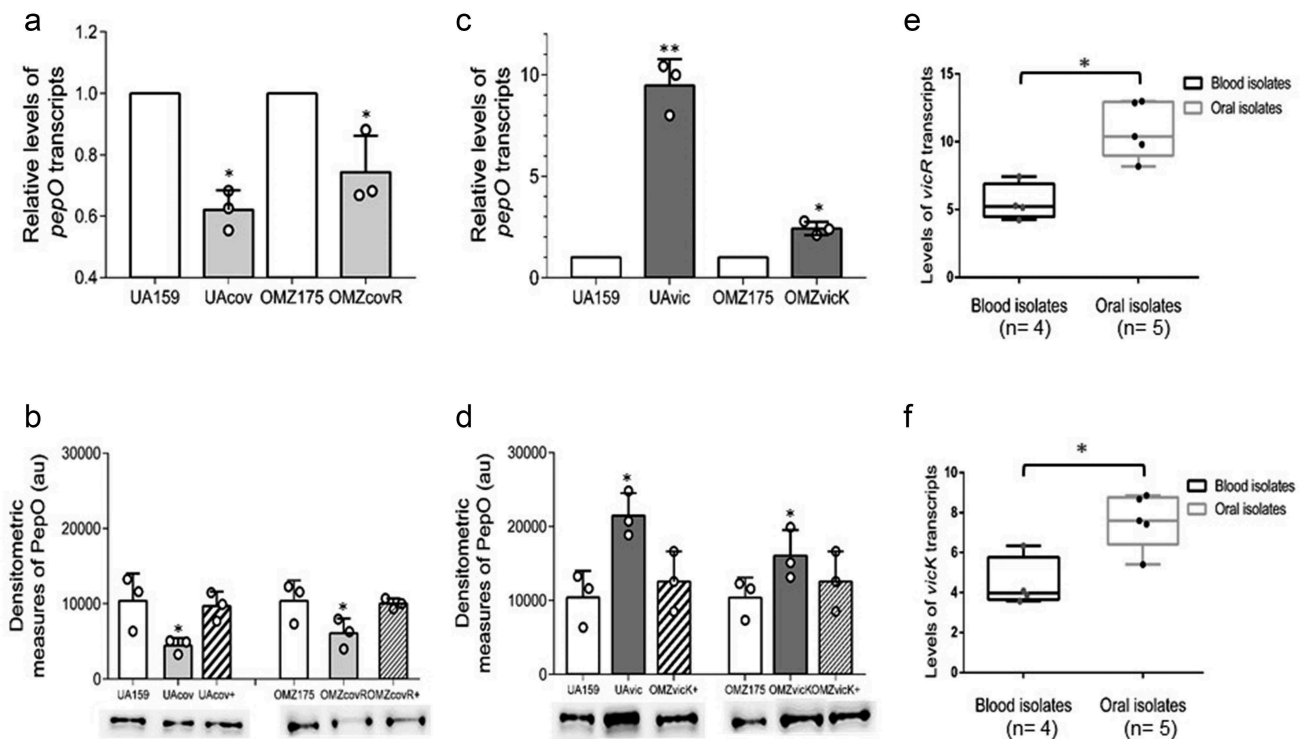 a
Relative levels of
pepO transcripts
1.2
1.0
0.8
0.6
0.4
*
*
UA159
UAcov
OMZ175
OMZcovR
c
Relative levels of
pepO transcripts
10
5
0
**
*
UA159
UAvic
OMZ175
OMZvicK
e
Levels of vicR transcripts
15
10
5
0
*
Blood isolates
Oral isolates
Blood isolates
(n= 4)
Oral isolates
(n= 5)
b
Densitometric
measures of PepO (au)
30000
20000
10000
0
*
*
UA159
UAcov
UAcov+
OMZ175
OMZcovR
OMZcovR+
d
Densitometric
measures of PepO (au)
30000
20000
10000
0
*
*
UA159
UAvic
OMZvicK+
OMZ175
OMZvicK
OMZvicK+
f
Levels of vicK transcripts
10
8
6
4
2
0
*
Blood isolates
Oral isolates
Blood isolates
(n= 4)
Oral isolates
(n= 5)